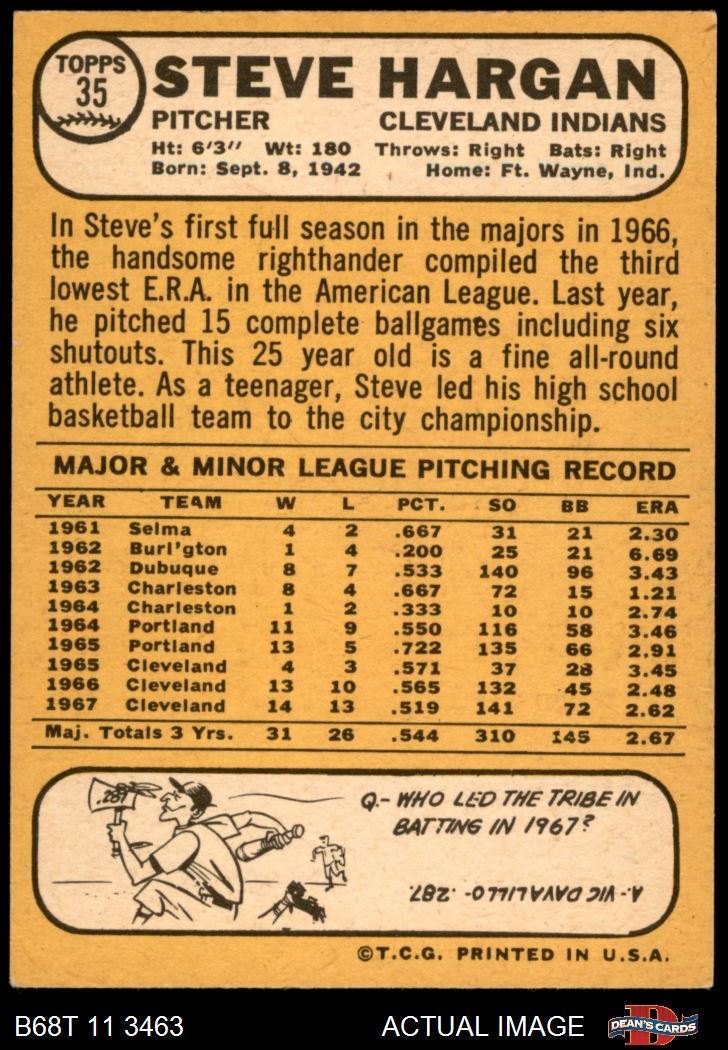 TOPPS
35
STEVE HARGAN
PITCHER CLEVELAND INDIANS
Ht: 6'3" Wt: 180 Throws: Right Bats: Right
Born: Sept. 8, 1942 Home: Ft. Wayne, Ind.
In Steve's first full season in the majors in 1966,
the handsome righthander compiled the third
lowest E.R.A. in the American League. Last year,
he pitched 15 complete ballgames including six
shutouts. This 25 year old is a fine all-round
athlete. As a teenager, Steve led his high school
basketball team to the city championship.
MAJOR & MINOR LEAGUE PITCHING RECORD
YEAR TEAM W L PCT. SO BB ERA
1961 Selma 4 2 .667 31 21 2.30
1962 Burl'gton 1 4 .200 25 21 6.69
1962 Dubuque 8 7 .533 140 96 3.43
1963 Charleston 8 4 .667 72 15 1.21
1964 Charleston 1 2 .333 10 10 2.74
1964 Portland 11 9 .550 116 58 3.46
1965 Portland 13 5 .722 135 66 2.91
1965 Cleveland 4 3 .571 37 28 3.45
1966 Cleveland 13 10 .565 132 45 2.48
1967 Cleveland 14 13 .519 141 72 2.62
Maj. Totals 3 Yrs. 31 26 .544 310 145 2.67
.287
Q.- WHO LED THE TRIBE IN
BATTING IN 1967?
A.- VIC DAVALILLO- .287.
©T.C.G. PRINTED IN U.S.A.
B68T 11 3463 ACTUAL IMAGE
D
DEAN'S CARDS